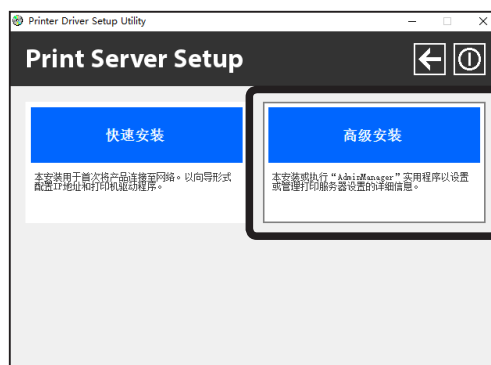 Printer Driver Setup Utility
Print Server Setup
快速安装
本安装用于首次将产品连接至网络。以向导形式
配置IP地址和打印机驱动程序。
高级安装
本安装或执行“AdminManager”实用程序以设置
或管理打印服务器设置的详细信息。